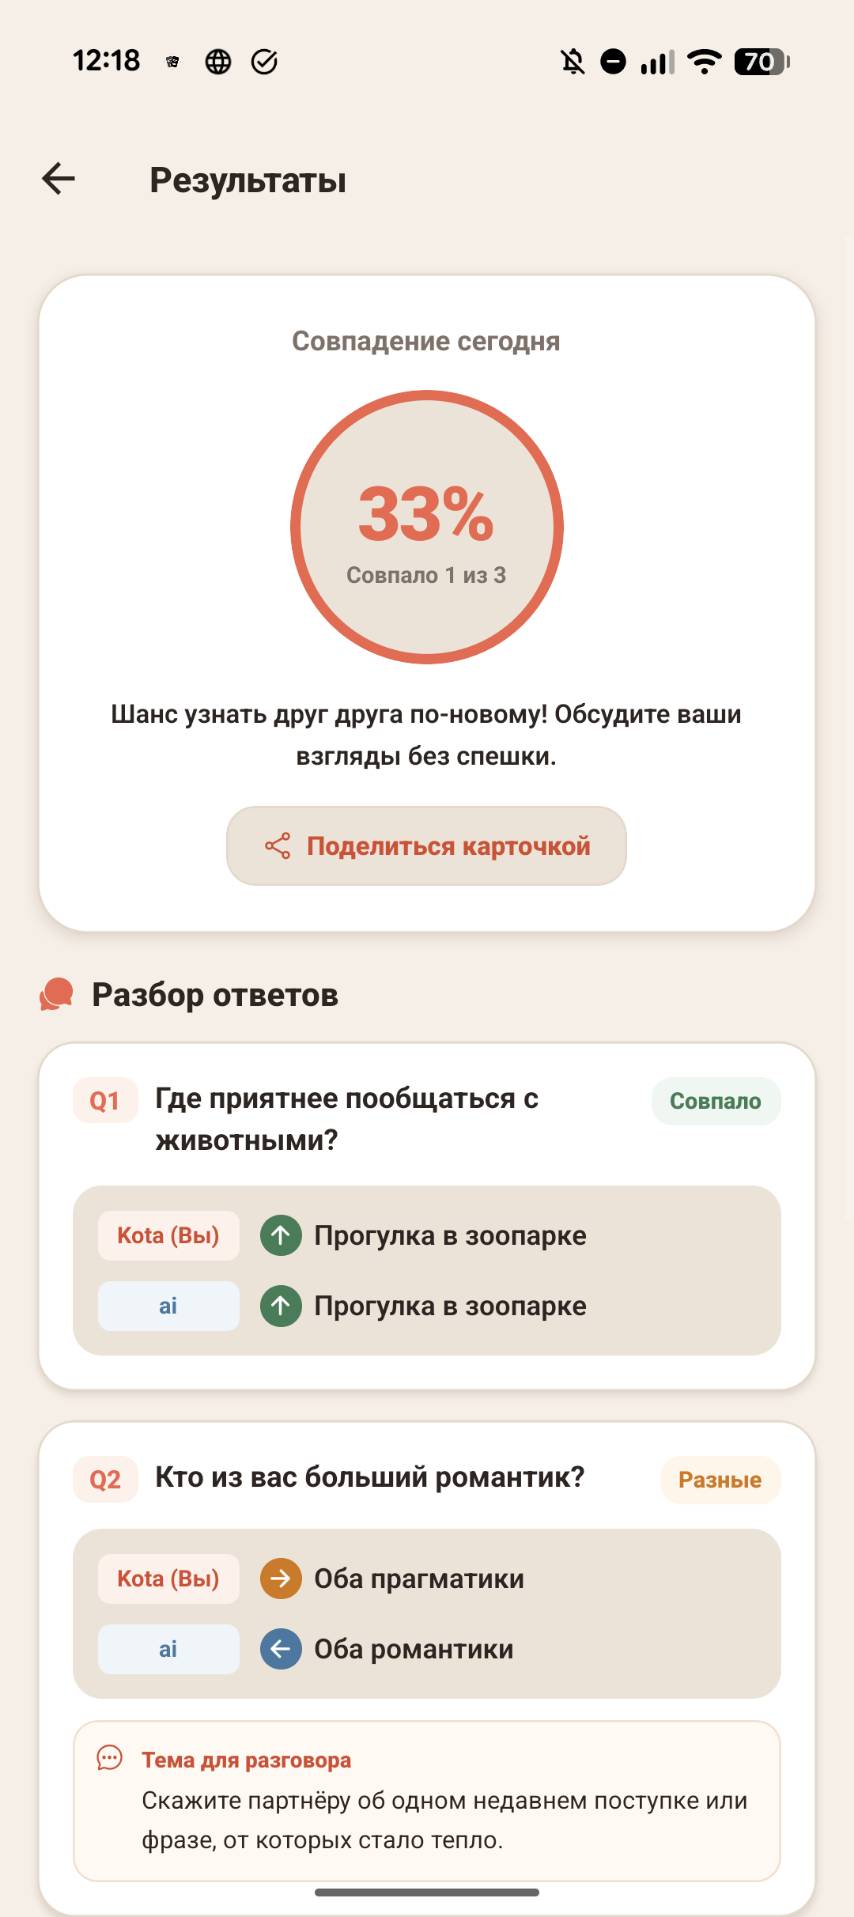 12:18
70
Результаты
Совпадение сегодня
33%
Совпало 1 из 3
Шанс узнать друг друга по-новому! Обсудите ваши
взгляды без спешки.
Поделиться карточкой
Разбор ответов
Q1
Где приятнее пообщаться с
животными?
Совпало
Kota (Вы)
Прогулка в зоопарке
ai
Прогулка в зоопарке
Q2
Кто из вас больший романтик?
Разные
Kota (Вы)
Оба прагматики
ai
Оба романтики
Тема для разговора
Скажите партнёру об одном недавнем поступке или
фразе, от которых стало тепло.